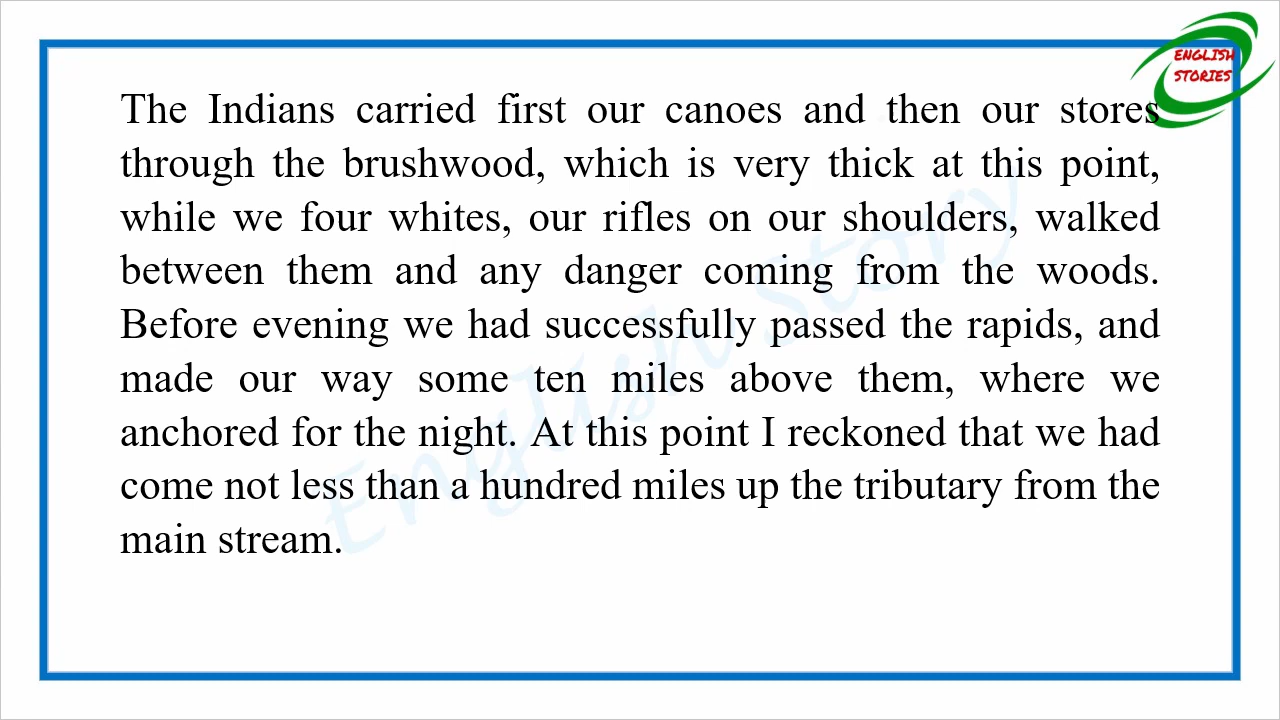 ENGLISH
STORIES
The Indians carried first our canoes and then our stores
through the brushwood, which is very thick at this point,
while we four whites, our rifles on our shoulders, walked
between them and any danger coming from the woods.
Before evening we had successfully passed the rapids, and
made our way some ten miles above them, where we
anchored for the night. At this point I reckoned that we had
come not less than a hundred miles up the tributary from the
main stream.
English Story